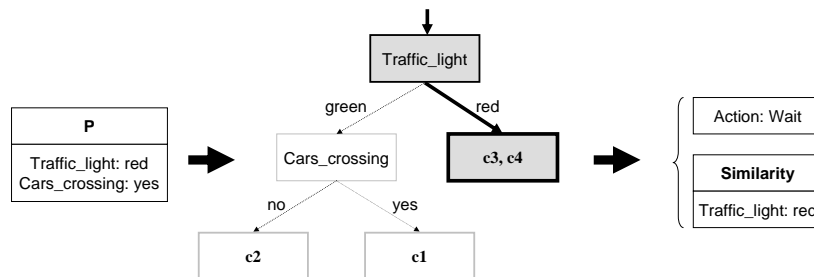 Traffic_light
green
red
P
Traffic_light: red
Cars_crossing: yes
Cars_crossing
c3, c4
Action: Wait
Similarity
Traffic_light: red
no
yes
c2
c1